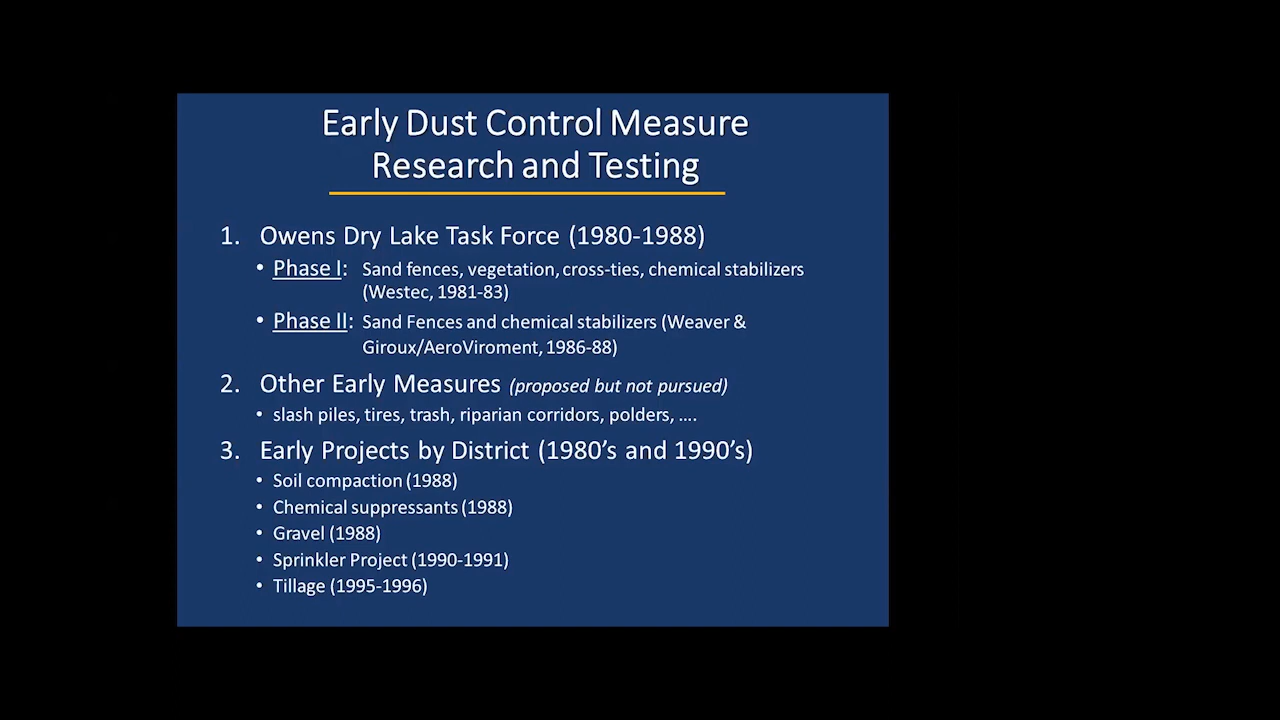 Early Dust Control Measure
Research and Testing
1. Owens Dry Lake Task Force (1980-1988)
• Phase I: Sand fences, vegetation, cross-ties, chemical stabilizers
(Westec, 1981-83)
• Phase II: Sand Fences and chemical stabilizers (Weaver &
Giroux/AeroViroment, 1986-88)
2. Other Early Measures (proposed but not pursued)
• slash piles, tires, trash, riparian corridors, polders, ....
3. Early Projects by District (1980’s and 1990’s)
• Soil compaction (1988)
• Chemical suppressants (1988)
• Gravel (1988)
• Sprinkler Project (1990-1991)
• Tillage (1995-1996)